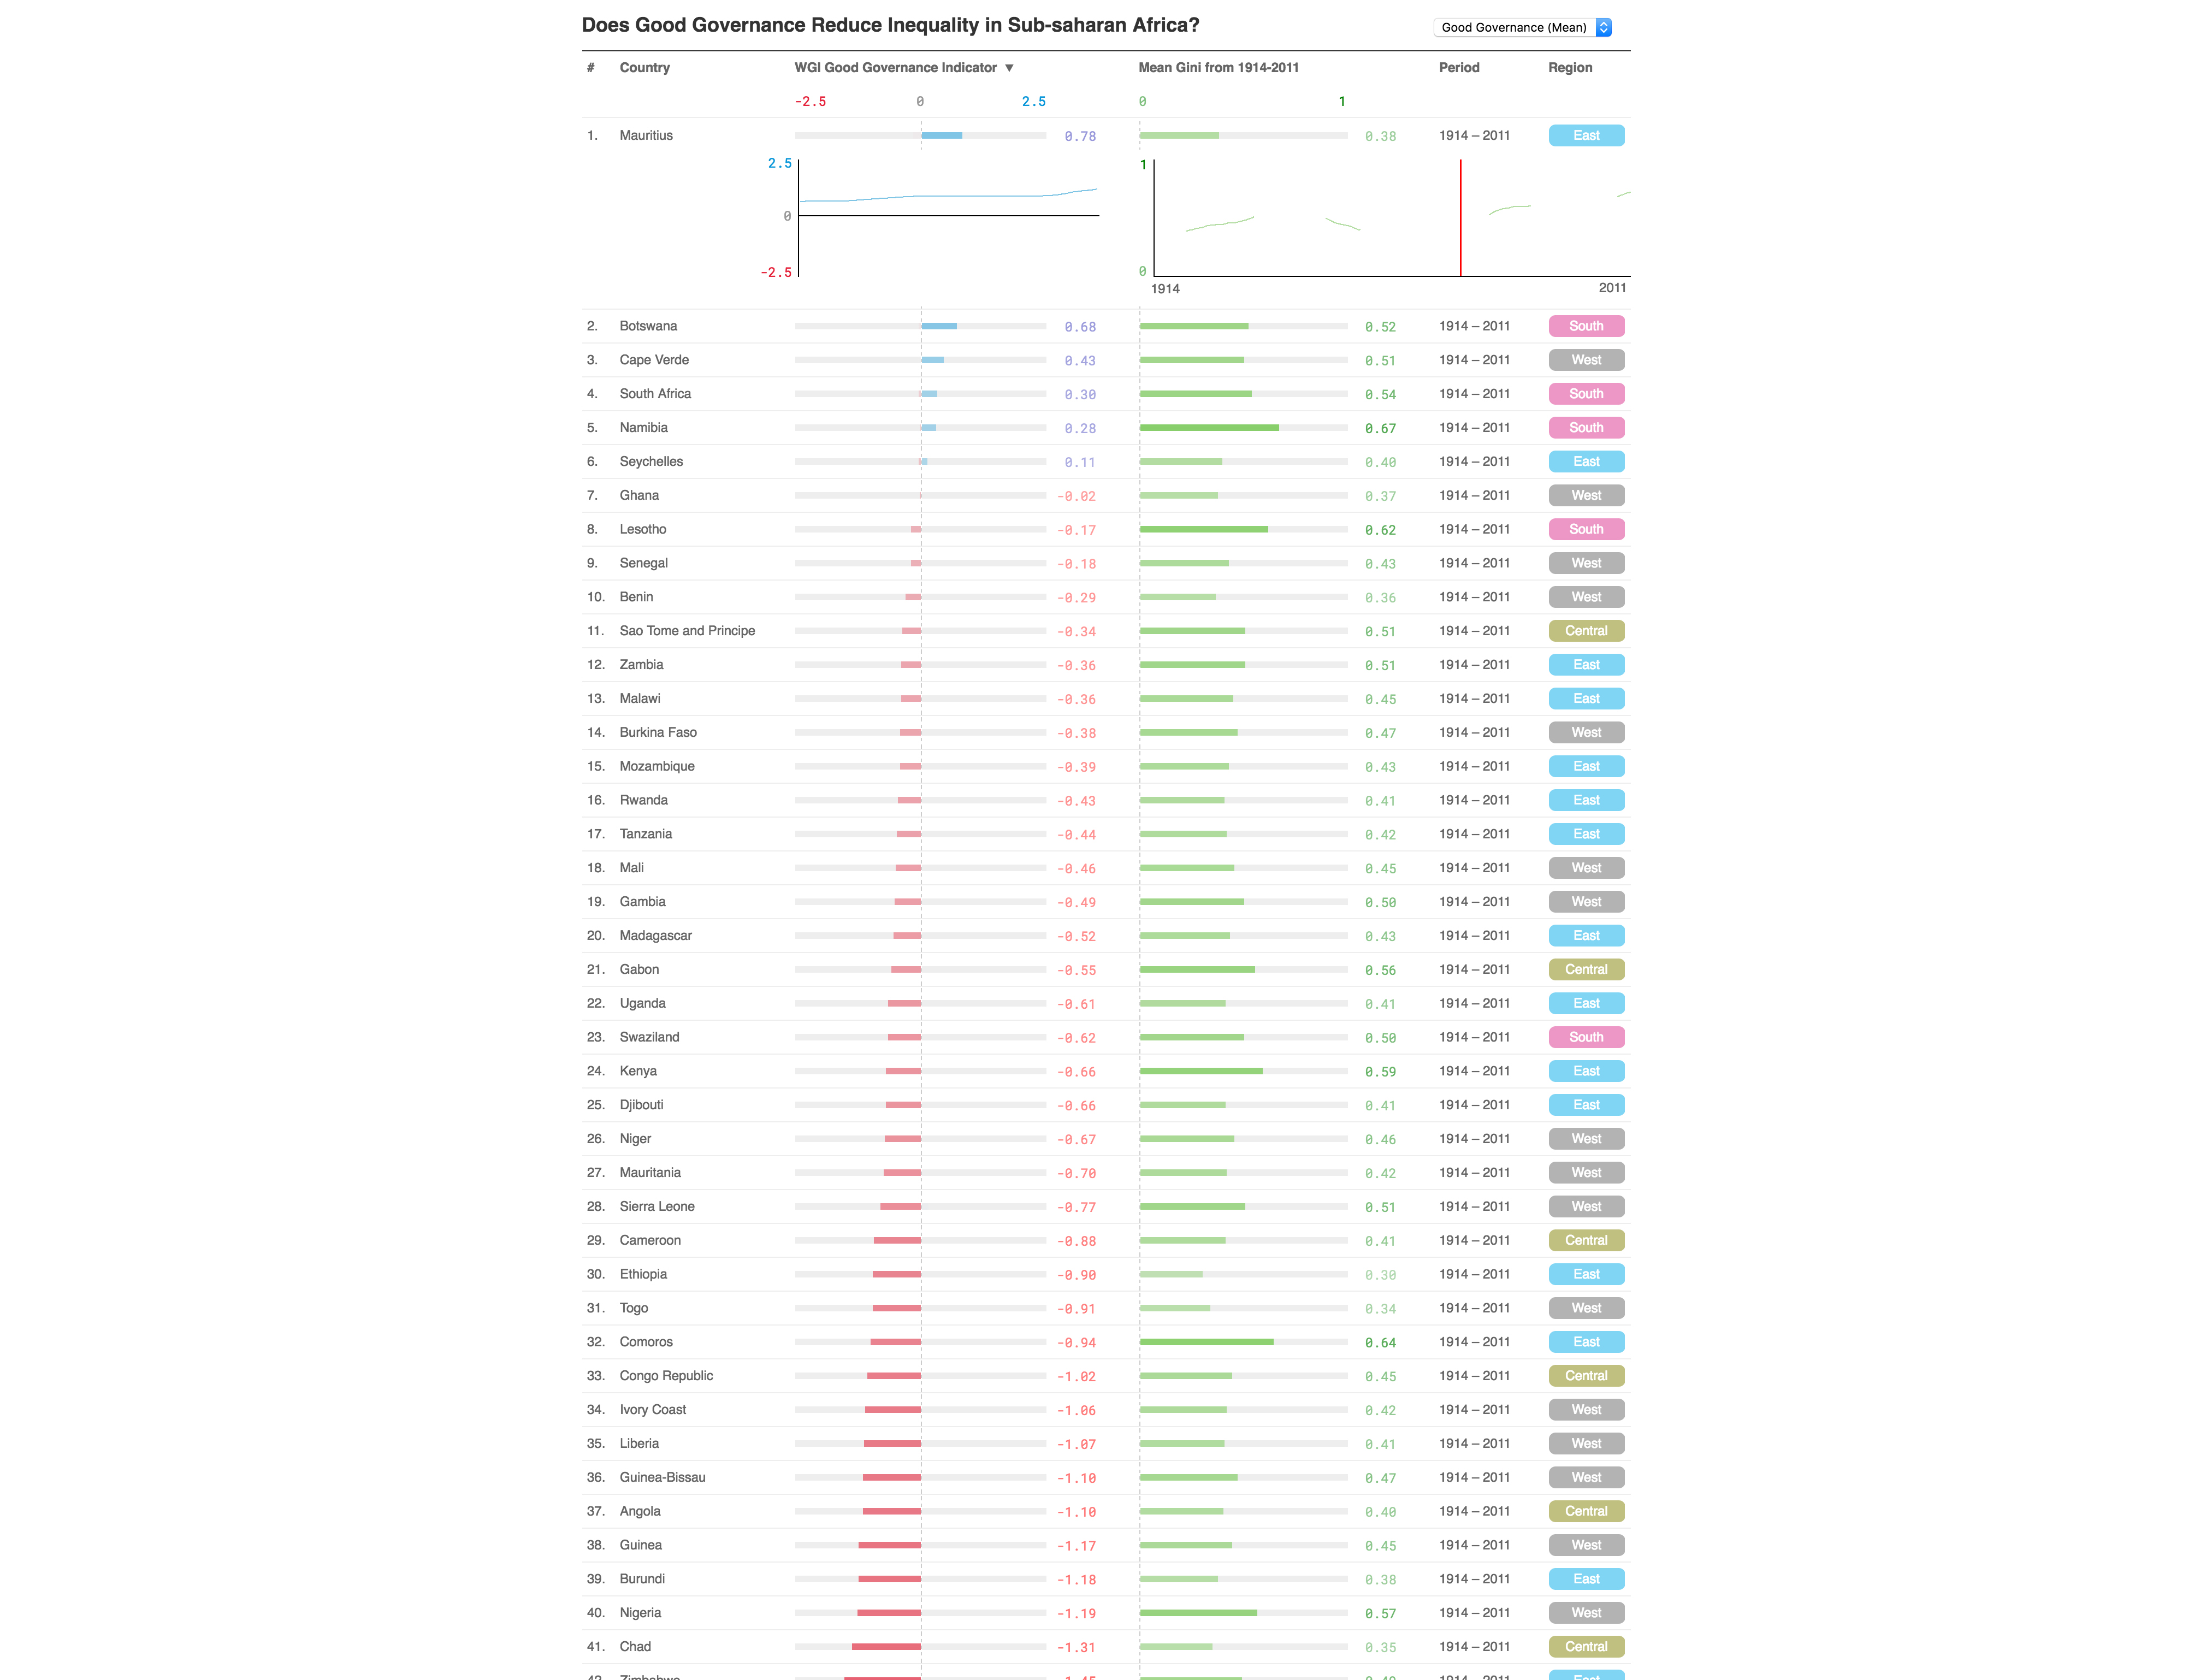 Does Good Governance Reduce Inequality in Sub-saharan Africa? Good Governance (Mean)
# Country WGI Good Governance Indicator ▼ Mean Gini from 1914-2011 Period Region
-2.5 0 2.5 0 1
1. Mauritius 0.78 0.38 1914 – 2011 East
2.5 1
0
-2.5 0
1914 2011
2. Botswana 0.68 0.52 1914 – 2011 South
3. Cape Verde 0.43 0.51 1914 – 2011 West
4. South Africa 0.30 0.54 1914 – 2011 South
5. Namibia 0.28 0.67 1914 – 2011 South
6. Seychelles 0.11 0.40 1914 – 2011 East
7. Ghana -0.02 0.37 1914 – 2011 West
8. Lesotho -0.17 0.62 1914 – 2011 South
9. Senegal -0.18 0.43 1914 – 2011 West
10. Benin -0.29 0.36 1914 – 2011 West
11. Sao Tome and Principe -0.34 0.51 1914 – 2011 Central
12. Zambia -0.36 0.51 1914 – 2011 East
13. Malawi -0.36 0.45 1914 – 2011 East
14. Burkina Faso -0.38 0.47 1914 – 2011 West
15. Mozambique -0.39 0.43 1914 – 2011 East
16. Rwanda -0.43 0.41 1914 – 2011 East
17. Tanzania -0.44 0.42 1914 – 2011 East
18. Mali -0.46 0.45 1914 – 2011 West
19. Gambia -0.49 0.50 1914 – 2011 West
20. Madagascar -0.52 0.43 1914 – 2011 East
21. Gabon -0.55 0.56 1914 – 2011 Central
22. Uganda -0.61 0.41 1914 – 2011 East
23. Swaziland -0.62 0.50 1914 – 2011 South
24. Kenya -0.66 0.59 1914 – 2011 East
25. Djibouti -0.66 0.41 1914 – 2011 East
26. Niger -0.67 0.46 1914 – 2011 West
27. Mauritania -0.70 0.42 1914 – 2011 West
28. Sierra Leone -0.77 0.51 1914 – 2011 West
29. Cameroon -0.88 0.41 1914 – 2011 Central
30. Ethiopia -0.90 0.30 1914 – 2011 East
31. Togo -0.91 0.34 1914 – 2011 West
32. Comoros -0.94 0.64 1914 – 2011 East
33. Congo Republic -1.02 0.45 1914 – 2011 Central
34. Ivory Coast -1.06 0.42 1914 – 2011 West
35. Liberia -1.07 0.41 1914 – 2011 West
36. Guinea-Bissau -1.10 0.47 1914 – 2011 West
37. Angola -1.10 0.40 1914 – 2011 Central
38. Guinea -1.17 0.45 1914 – 2011 West
39. Burundi -1.18 0.38 1914 – 2011 East
40. Nigeria -1.19 0.57 1914 – 2011 West
41. Chad -1.31 0.35 1914 – 2011 Central
42. Zimbabwe 1914 – 2011 East